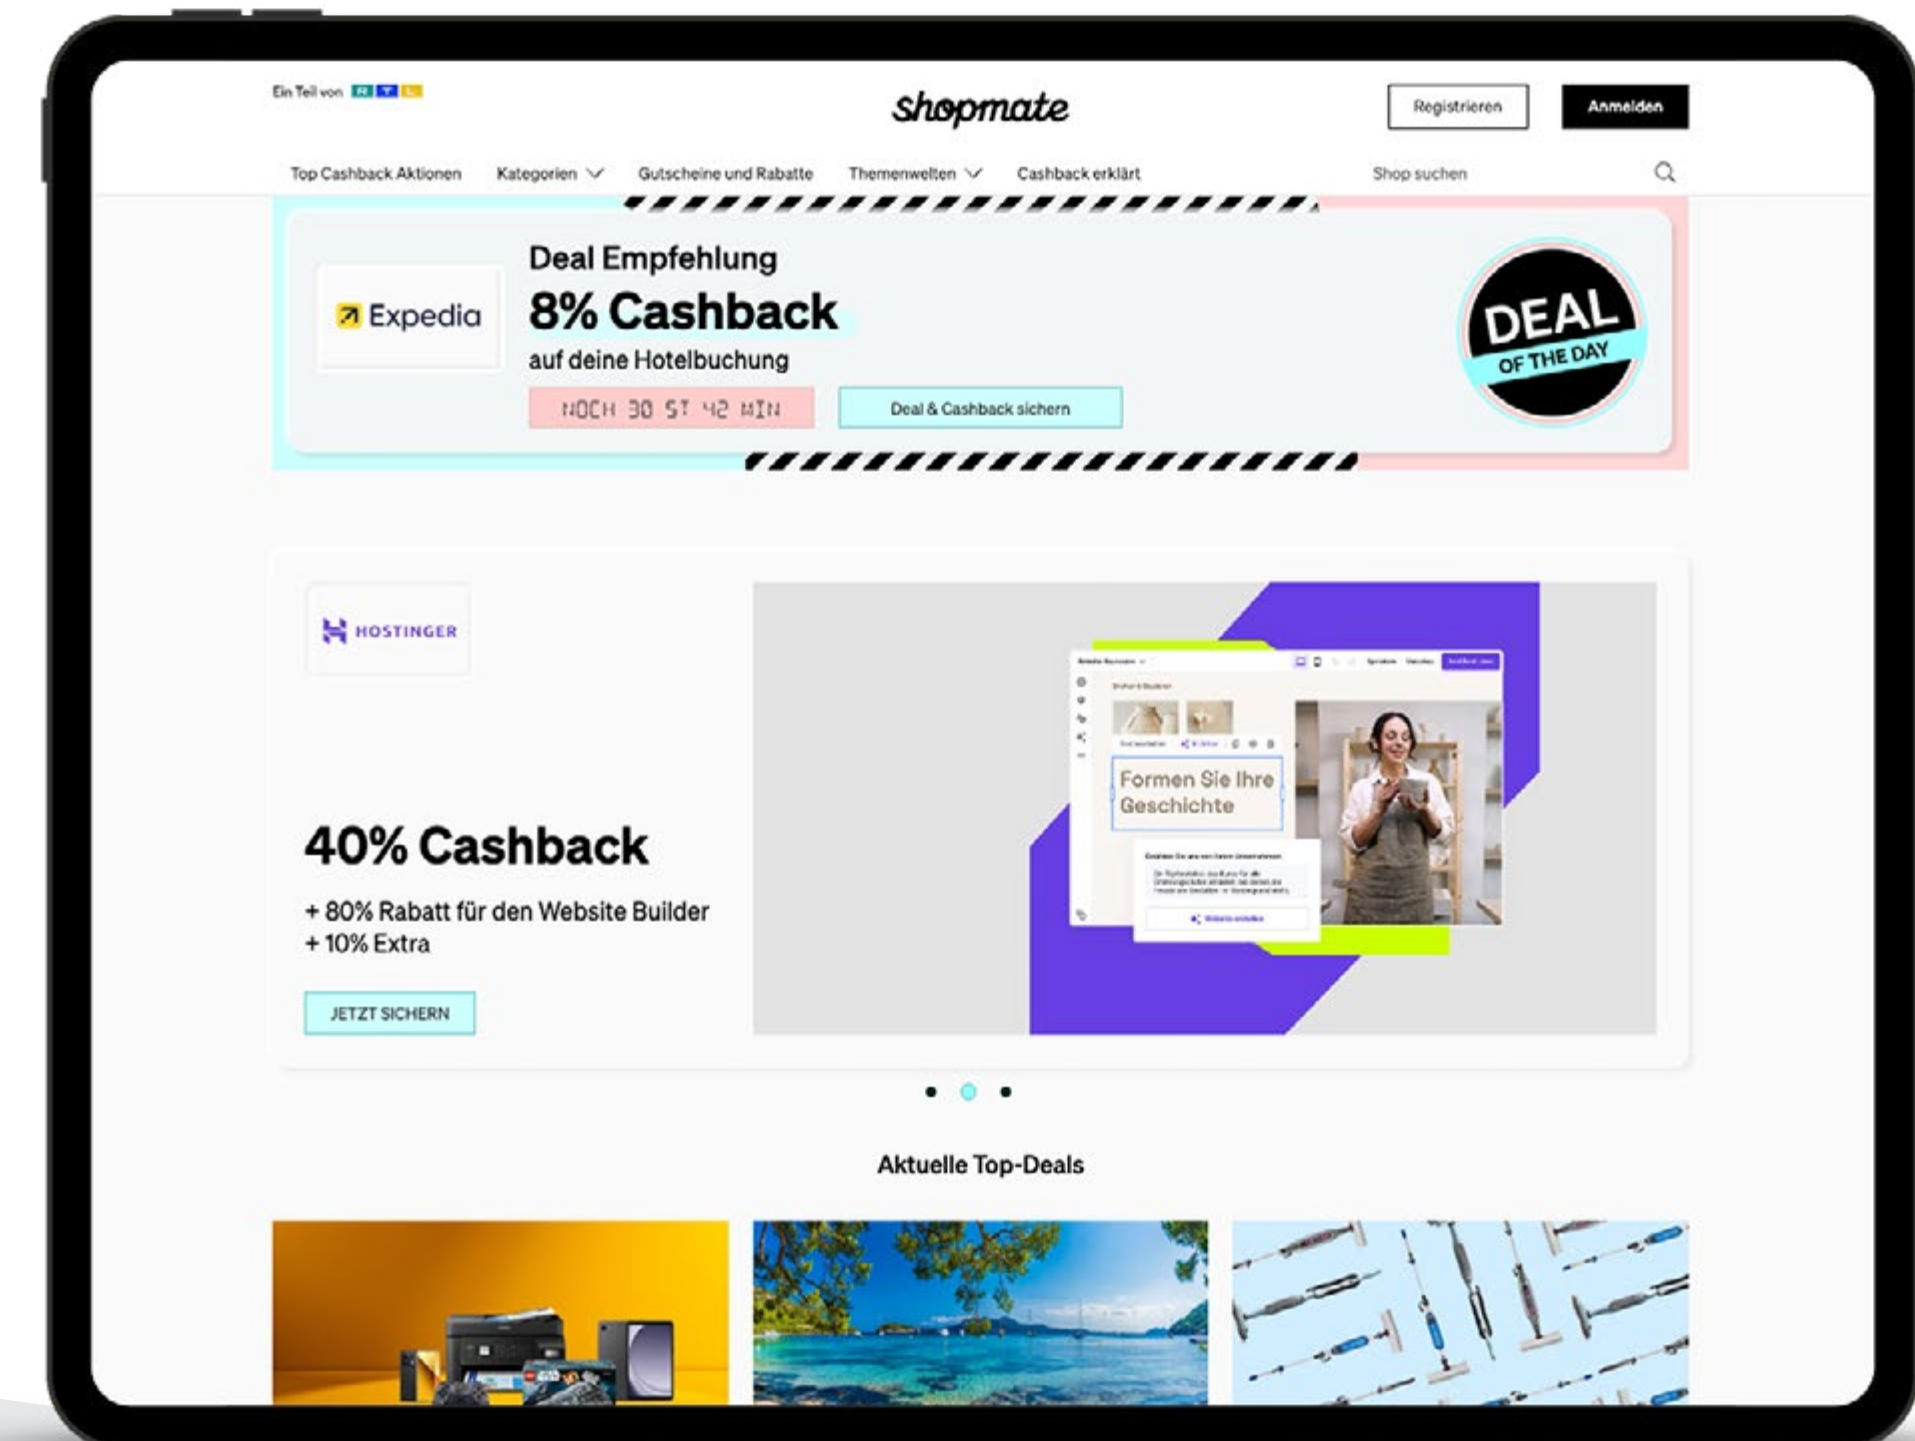 Ein Teil von RTL
shopmate
Registrieren
Anmelden
Top Cashback Aktionen
Kategorien
Gutscheine und Rabatte
Themenwelten
Cashback erklärt
Shop suchen
Expedia
Deal Empfehlung
8% Cashback
auf deine Hotelbuchung
NOCH 30 ST 42 MIN
Deal & Cashback sichern
DEAL
OF THE DAY
HOSTINGER
40% Cashback
+ 80% Rabatt für den Website Builder
+ 10% Extra
JETZT SICHERN
Formen Sie Ihre
Geschichte
Aktuelle Top-Deals